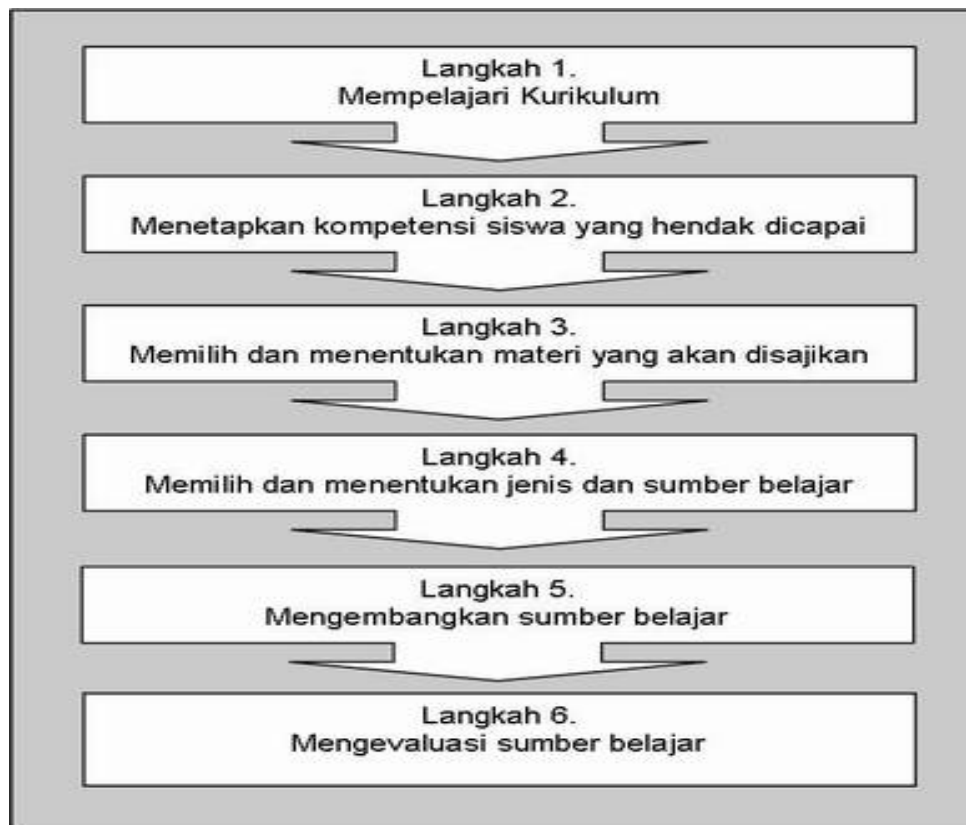 Langkah 1.
Mempelajari Kurikulum
Langkah 2.
Menetapkan kompetensi siswa yang hendak dicapai
Langkah 3.
Memilih dan menentukan materi yang akan disajikan
Langkah 4.
Memilih dan menentukan jenis dan sumber belajar
Langkah 5.
Mengembangkan sumber belajar
Langkah 6.
Mengevaluasi sumber belajar